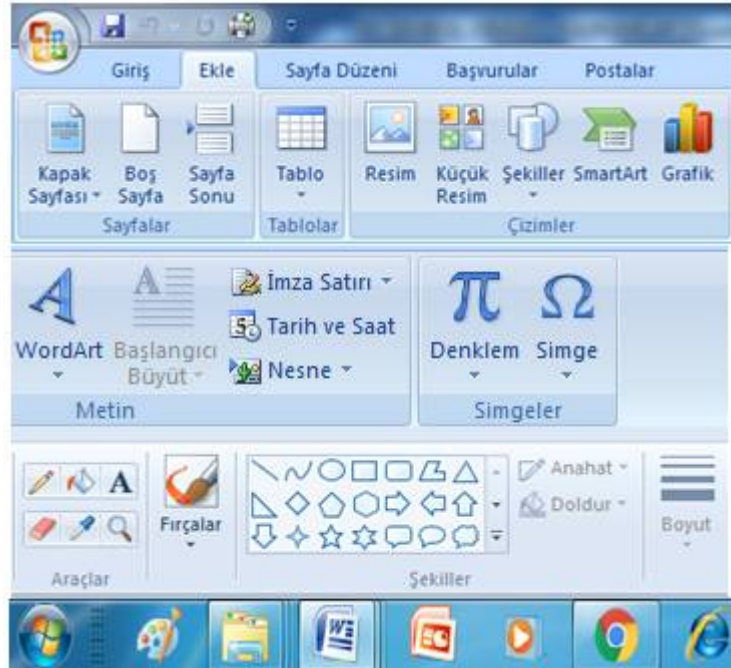 Giriş Ekle Sayfa Düzeni Başvurular Postalar
Kapak Sayfası Boş Sayfa Sayfa Sonu Tablo Resim Küçük Resim Şekiller SmartArt Grafik
Sayfalar Tablolar Çizimler
WordArt Başlangıcı Büyüt İmza Satırı Tarih ve Saat Nesne Denklem Simge
Metin Simgeler
Fırçalar Anahat Doldur Boyut
Araçlar Şekiller